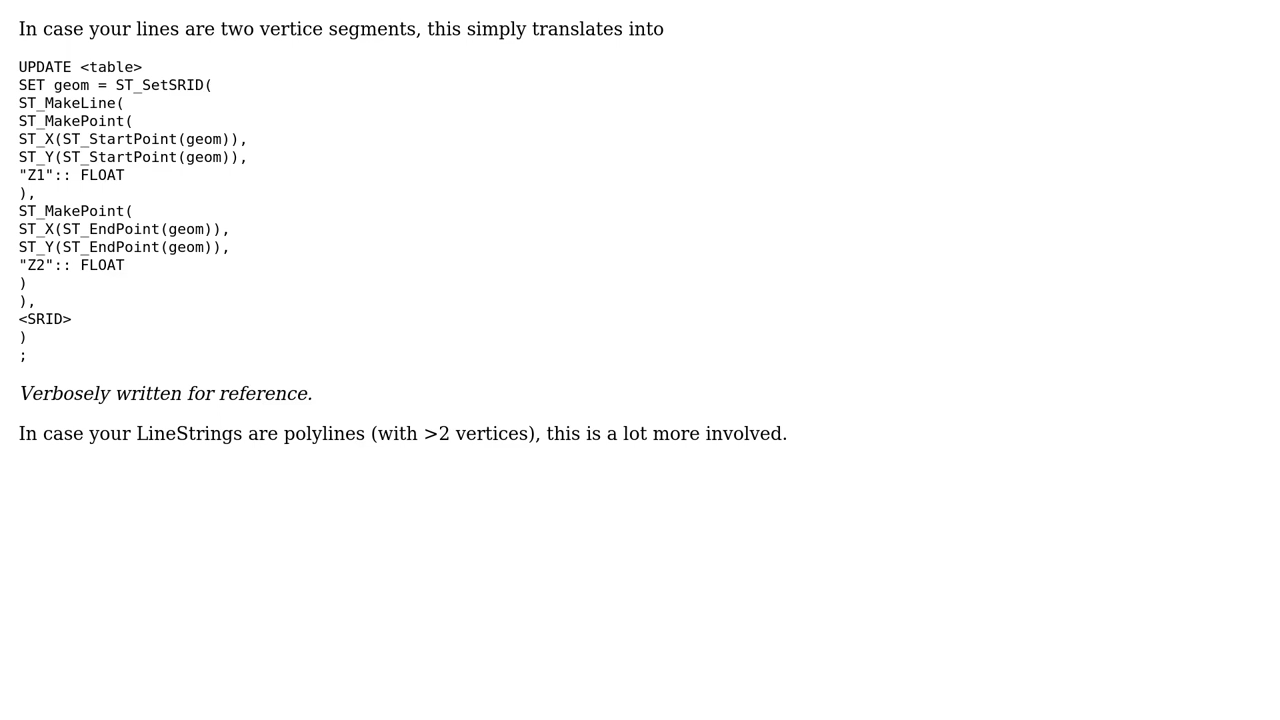 In case your lines are two vertice segments, this simply translates into
UPDATE <table>
SET geom = ST_SetSRID(
ST_MakeLine(
ST_MakePoint(
ST_X(ST_StartPoint(geom)),
ST_Y(ST_StartPoint(geom)),
"Z1":: FLOAT
),
ST_MakePoint(
ST_X(ST_EndPoint(geom)),
ST_Y(ST_EndPoint(geom)),
"Z2":: FLOAT
)
),
<SRID>
)
;
Verbosely written for reference.
In case your LineStrings are polylines (with >2 vertices), this is a lot more involved.